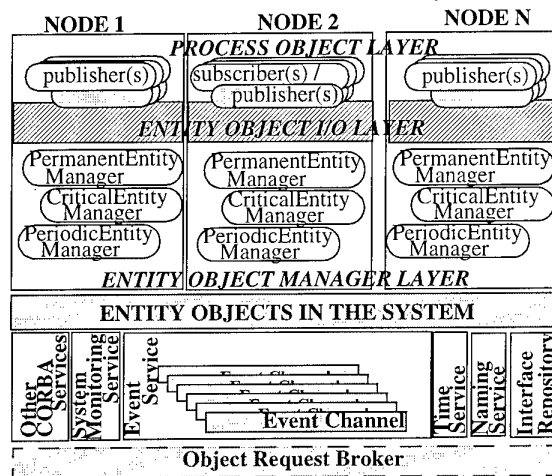 NODE 1
NODE 2
NODE N
PROCESS OBJECT LAYER
publisher(s)
subscriber(s) /
publisher(s)
publisher(s)
ENTITY OBJECT I/O LAYER
PermanentEntity
Manager
CriticalEntity
Manager
PeriodicEntity
Manager
PermanentEntity
Manager
CriticalEntity
Manager
PeriodicEntity
Manager
PermanentEntity
Manager
CriticalEntity
Manager
PeriodicEntity
Manager
ENTITY OBJECT MANAGER LAYER
ENTITY OBJECTS IN THE SYSTEM
Other
CORBA
Services
System
Monitoring
Service
Event
Service
Event Channel
Time
Service
Naming
Service
Interface
Repository
Object Request Broker